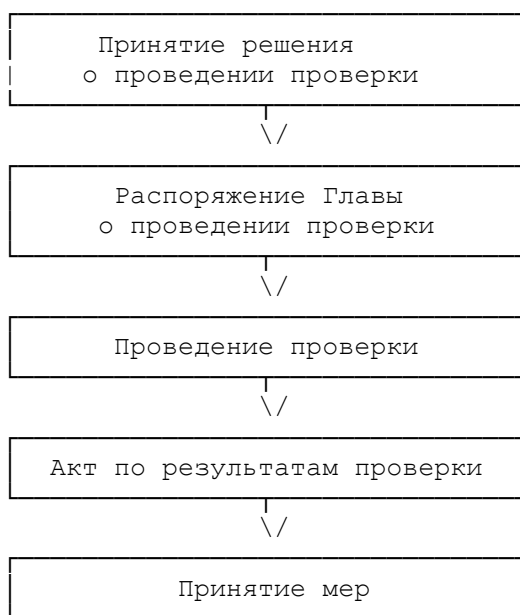 Принятие решения
о проведении проверки
\/
Распоряжение Главы
о проведении проверки
\/
Проведение проверки
\/
Акт по результатам проверки
\/
Принятие мер